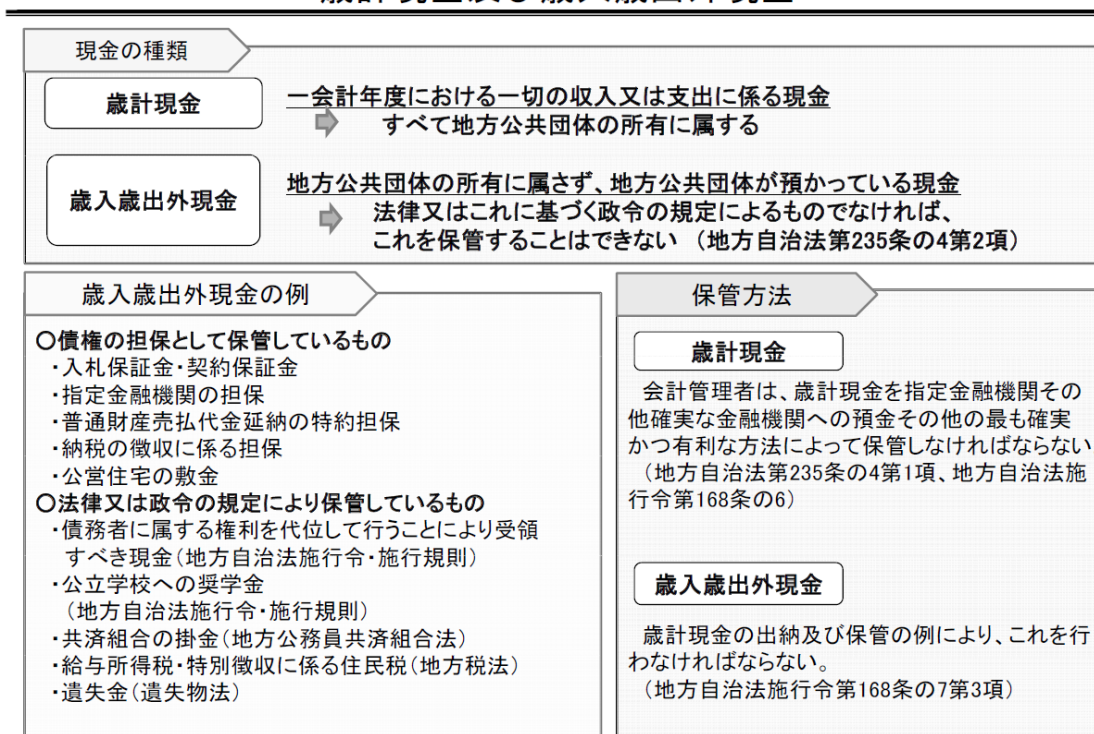 歳計現金及び歳入歳出外現金
現金の種類
歳計現金
一会計年度における一切の収入又は支出に係る現金
すべて地方公共団体の所有に属する
歳入歳出外現金
地方公共団体の所有に属さず、地方公共団体が預かっている現金
法律又はこれに基づく政令の規定によるものでなければ、
これを保管することはできない （地方自治法第235条の4第2項）
歳入歳出外現金の例
○債権の担保として保管しているもの
・入札保証金・契約保証金
・指定金融機関の担保
・普通財産売払代金延納の特約担保
・納税の徴収に係る担保
・公営住宅の敷金
○法律又は政令の規定により保管しているもの
・債務者に属する権利を代位して行うことにより受領
すべき現金（地方自治法施行令・施行規則）
・公立学校への奨学金
（地方自治法施行令・施行規則）
・共済組合の掛金（地方公務員共済組合法）
・給与所得税・特別徴収に係る住民税（地方税法）
・遺失金（遺失物法）
保管方法
歳計現金
会計管理者は、歳計現金を指定金融機関その
他確実な金融機関への預金その他の最も確実
かつ有利な方法によって保管しなければならない
（地方自治法第235条の4第1項、地方自治法施
行令第168条の6）
歳入歳出外現金
歳計現金の出納及び保管の例により、これを行
わなければならない。
（地方自治法施行令第168条の7第3項）